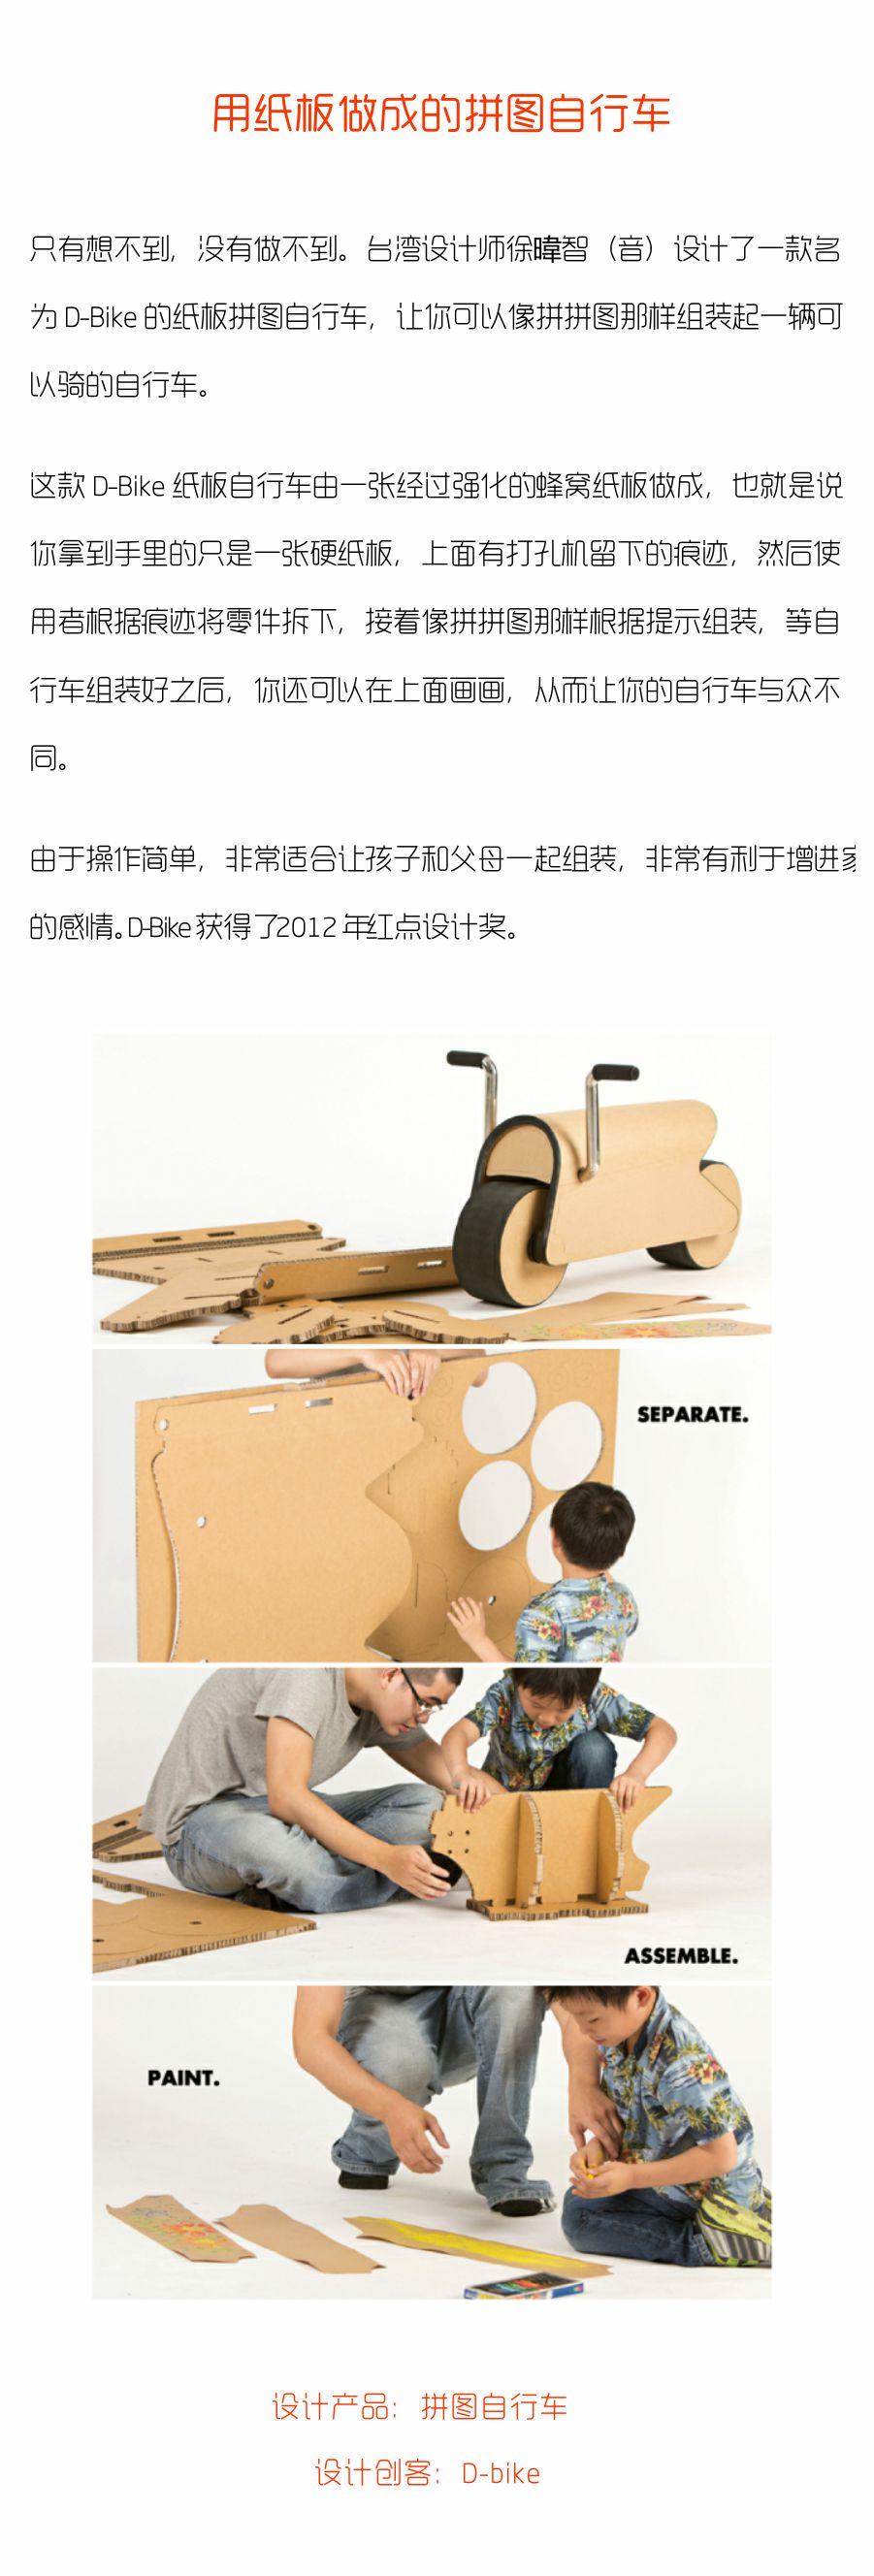 用纸板做成的拼图自行车
只有想不到，没有做不到。台湾设计师徐暐智（音）设计了一款名
为 D-Bike 的纸板拼图自行车，让你可以像拼拼图那样组装起一辆可
以骑的自行车。
这款 D-Bike 纸板自行车由一张经过强化的蜂窝纸板做成，也就是说
你拿到手里的只是一张硬纸板，上面有打孔机留下的痕迹，然后使
用者根据痕迹将零件拆下，接着像拼拼图那样根据提示组装，等自
行车组装好之后，你还可以在上面画画，从而让你的自行车与众不
同。
由于操作简单，非常适合让孩子和父母一起组装，非常有利于增进
的感情。D-Bike 获得了2012 年红点设计奖。
SEPARATE.
ASSEMBLE.
PAINT.
设计产品：拼图自行车
设计创客：D-bike